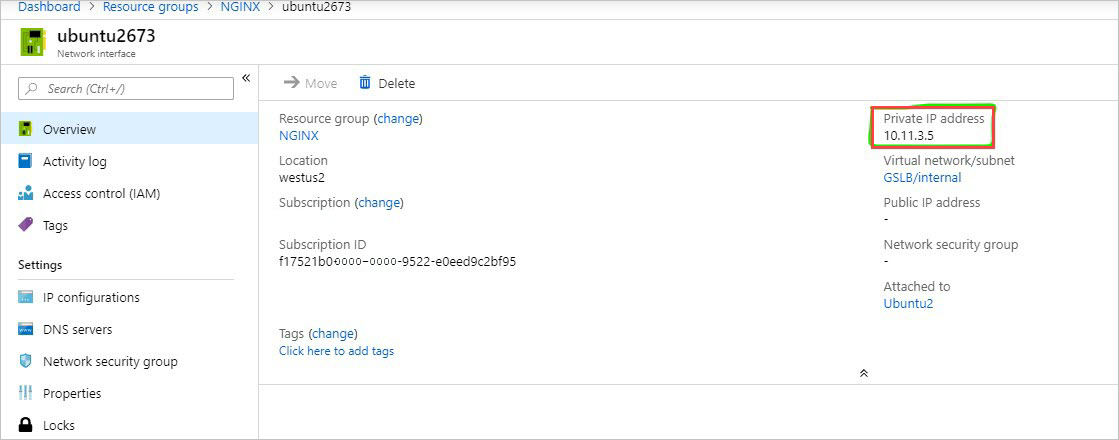 Dashboard > Resource groups > NGINX > ubuntu2673
ubuntu2673
Network interface
«
Search (Ctrl+/)
Overview
Activity log
Access control (IAM)
Tags
Settings
IP configurations
DNS servers
Network security group
Properties
Locks
Move Delete
Resource group (change)
NGINX
Location
westus2
Subscription (change)
Subscription ID
f17521b0-0000-0000-9522-e0eed9c2bf95
Tags (change)
Click here to add tags
Private IP address
10.11.3.5
Virtual network/subnet
GSLB/internal
Public IP address
-
Network security group
-
Attached to
Ubuntu2